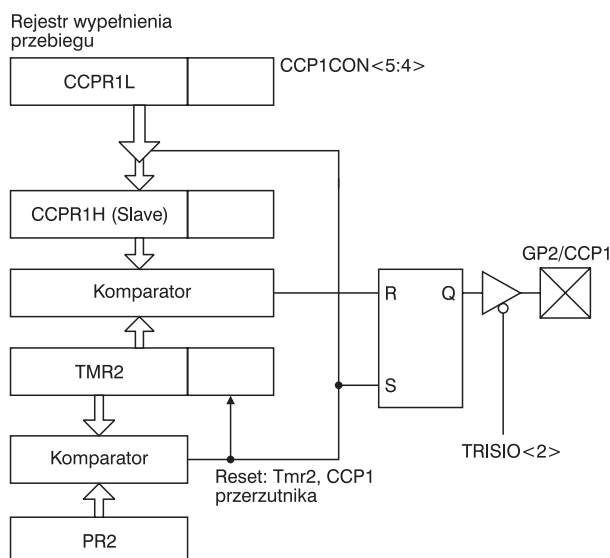 Rejestr wypełnienia
przebiegu
CCPR1L
CCP1CON<5:4>
CCPR1H (Slave)
GP2/CCP1
Komparator
R
Q
TMR2
S
Komparator
TRISIO<2>
Reset: Tmr2, CCP1
przerzutnika
PR2